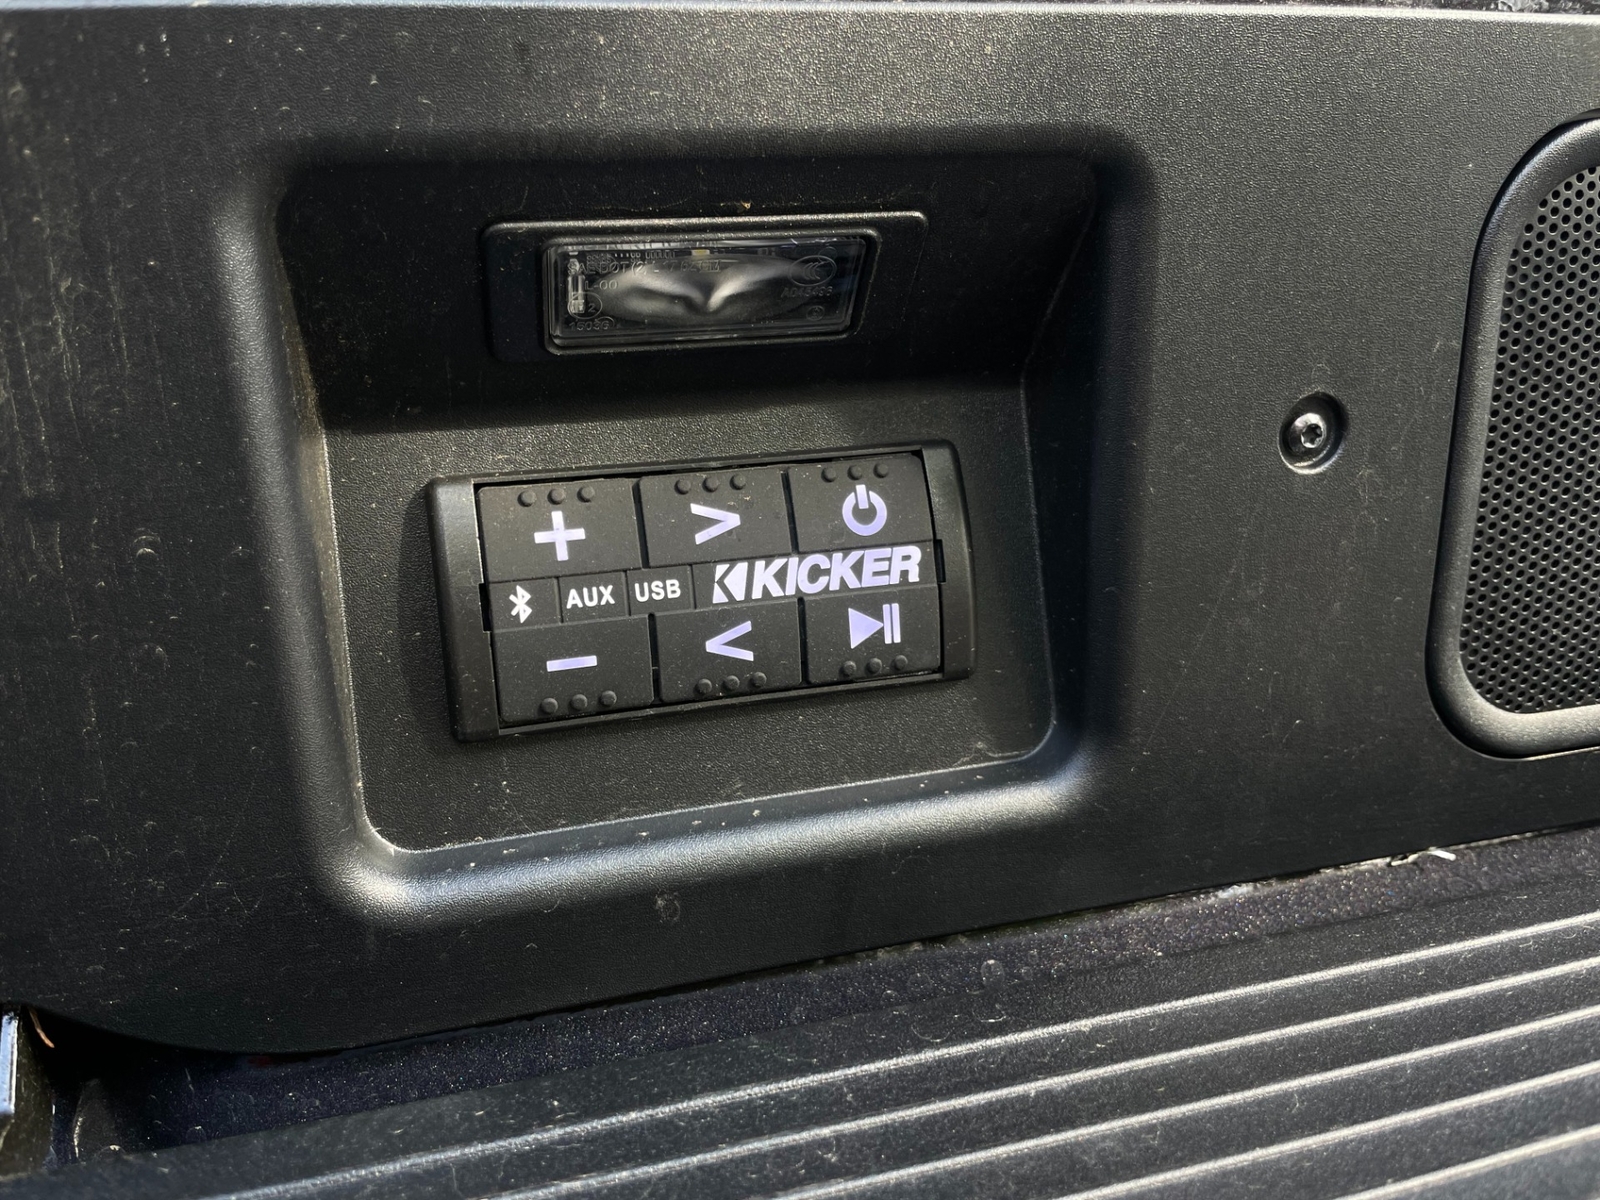 + >
AUX USB KICKER
− <